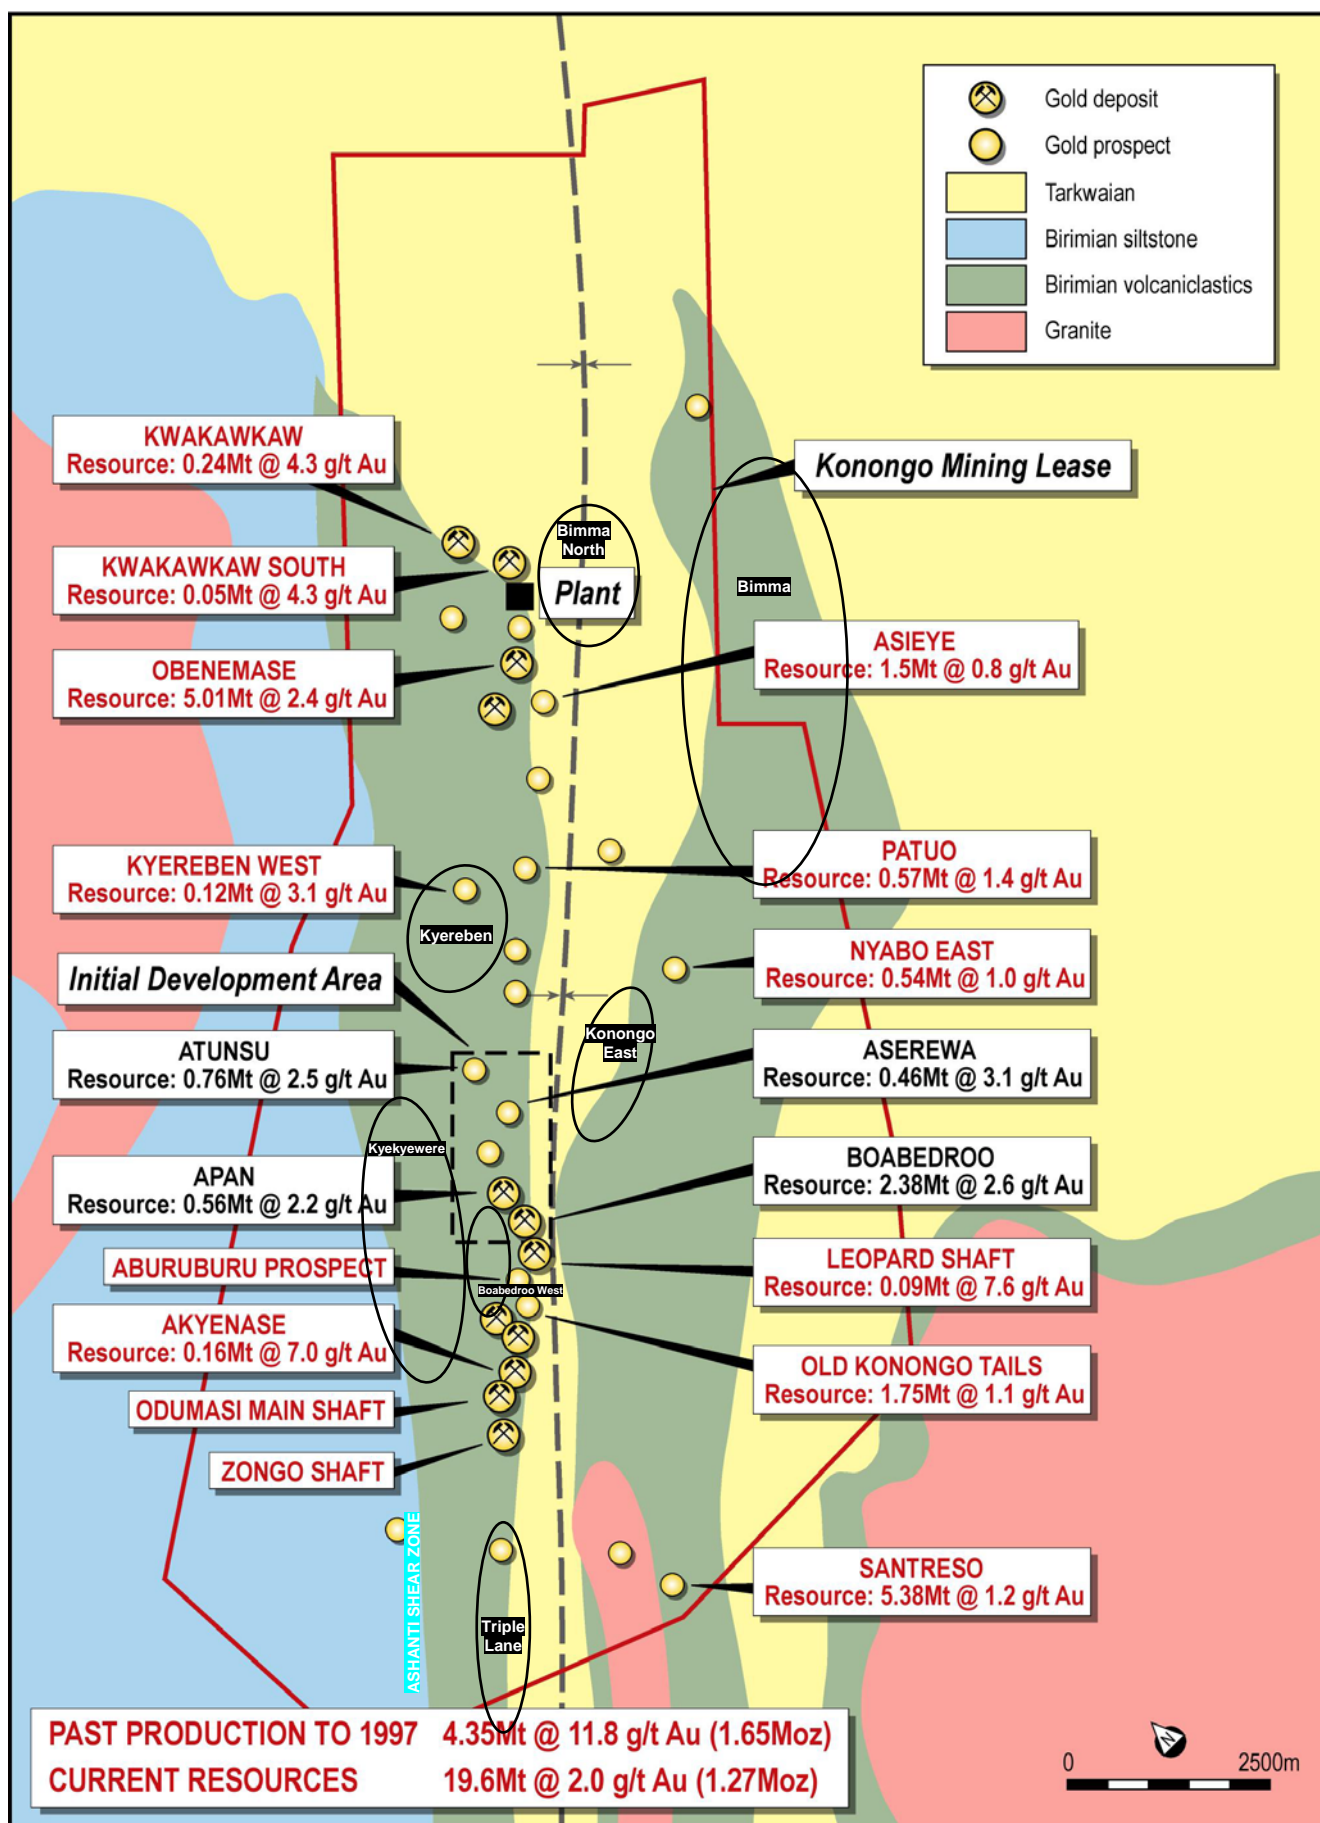 Gold deposit
Gold prospect
Tarkwaian
Birimian siltstone
Birimian volcaniclastics
Granite
KWAKAWKAW
Resource: 0.24Mt @ 4.3 g/t Au
Konongo Mining Lease
Bimma
North
KWAKAWKAW SOUTH
Resource: 0.05Mt @ 4.3 g/t Au
Plant
Bimma
ASIEYE
Resource: 1.5Mt @ 0.8 g/t Au
OBENEMASE
Resource: 5.01Mt @ 2.4 g/t Au
KYEREBEN WEST
Resource: 0.12Mt @ 3.1 g/t Au
PATUO
Resource: 0.57Mt @ 1.4 g/t Au
Kyereben
NYABO EAST
Resource: 0.54Mt @ 1.0 g/t Au
Initial Development Area
Konongo
East
ATUNSU
Resource: 0.76Mt @ 2.5 g/t Au
ASEREWA
Resource: 0.46Mt @ 3.1 g/t Au
Kyekyewere
APAN
Resource: 0.56Mt @ 2.2 g/t Au
BOABEDROO
Resource: 2.38Mt @ 2.6 g/t Au
ABURUBURU PROSPECT
Boabedroo West
LEOPARD SHAFT
Resource: 0.09Mt @ 7.6 g/t Au
AKYENASE
Resource: 0.16Mt @ 7.0 g/t Au
OLD KONONGO TAILS
Resource: 1.75Mt @ 1.1 g/t Au
ODUMASI MAIN SHAFT
ZONGO SHAFT
ASHANTI SHEAR ZONE
SANTRESO
Resource: 5.38Mt @ 1.2 g/t Au
Triple
Lane
PAST PRODUCTION TO 1997 4.35Mt @ 11.8 g/t Au (1.65Moz)
CURRENT RESOURCES 19.6Mt @ 2.0 g/t Au (1.27Moz)
N
0 2500m